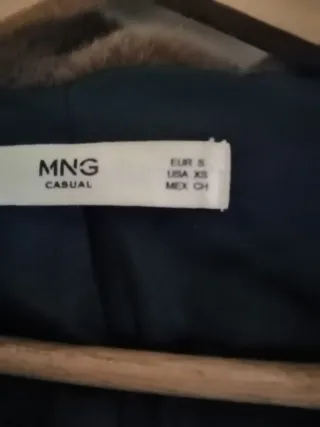 MNG
CASUAL
EUR S
USA XS
MEX CH